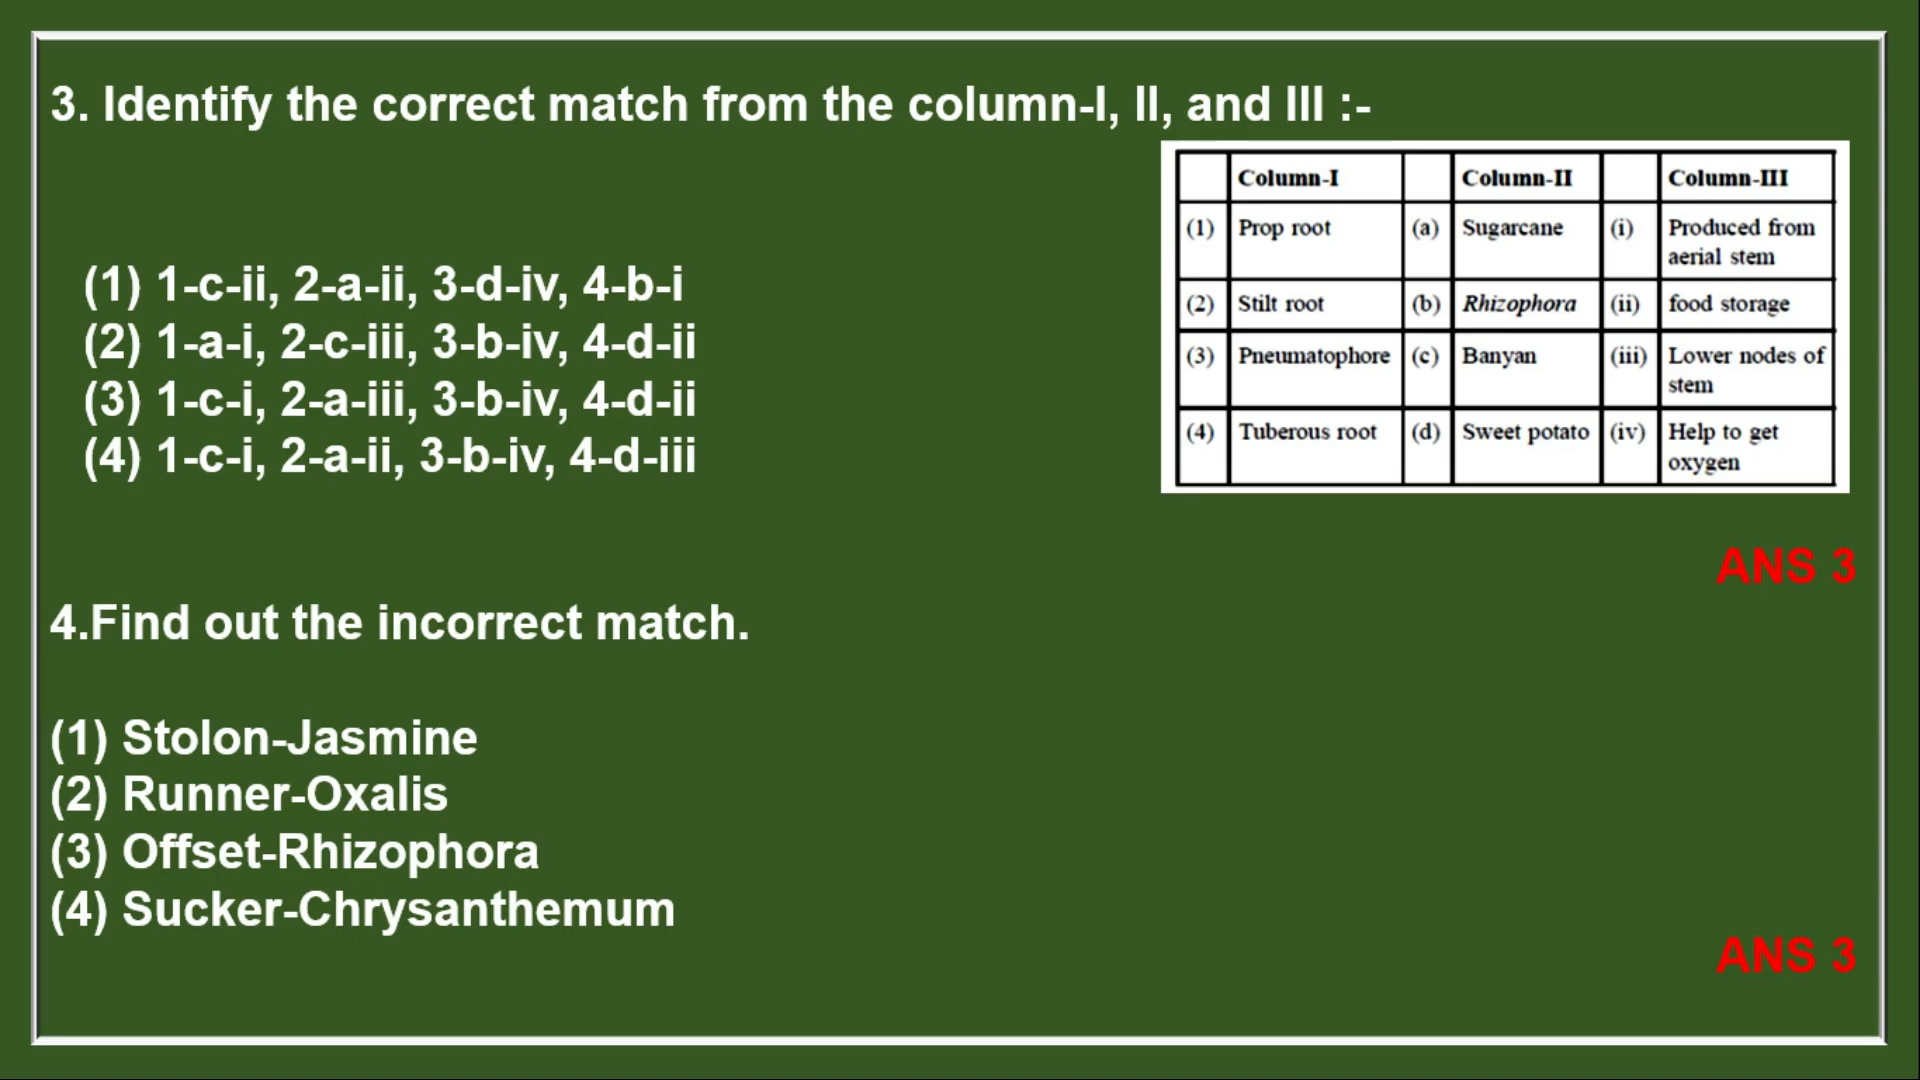 3. Identify the correct match from the column-I, II, and III :-
Column-I Column-II Column-III
(1) Prop root (a) Sugarcane (i) Produced from
aerial stem
(2) Stilt root (b) Rhizophora (ii) food storage
(3) Pneumatophore (c) Banyan (iii) Lower nodes of
stem
(4) Tuberous root (d) Sweet potato (iv) Help to get
oxygen
(1) 1-c-ii, 2-a-ii, 3-d-iv, 4-b-i
(2) 1-a-i, 2-c-iii, 3-b-iv, 4-d-ii
(3) 1-c-i, 2-a-iii, 3-b-iv, 4-d-ii
(4) 1-c-i, 2-a-ii, 3-b-iv, 4-d-iii
ANS 3
4.Find out the incorrect match.
(1) Stolon-Jasmine
(2) Runner-Oxalis
(3) Offset-Rhizophora
(4) Sucker-Chrysanthemum
ANS 3